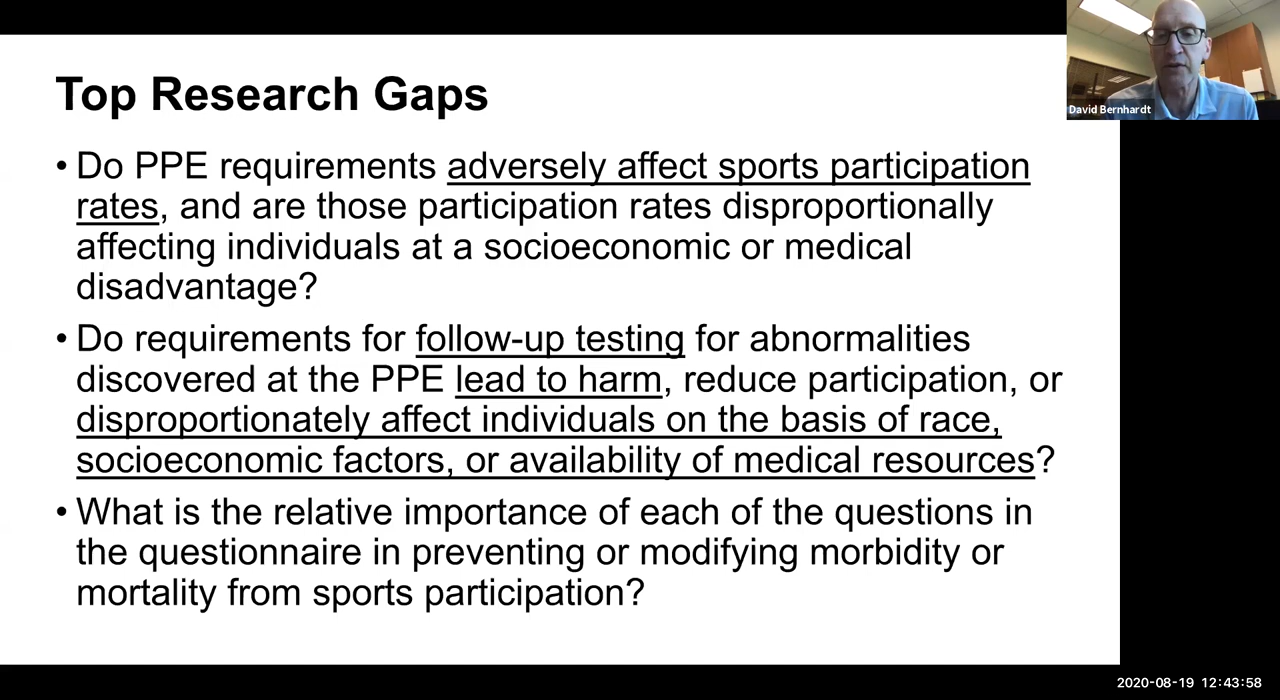 Top Research Gaps
• Do PPE requirements adversely affect sports participation
rates, and are those participation rates disproportionally
affecting individuals at a socioeconomic or medical
disadvantage?
• Do requirements for follow-up testing for abnormalities
discovered at the PPE lead to harm, reduce participation, or
disproportionately affect individuals on the basis of race,
socioeconomic factors, or availability of medical resources?
• What is the relative importance of each of the questions in
the questionnaire in preventing or modifying morbidity or
mortality from sports participation?
David Bernhardt
2020-08-19 12:43:58